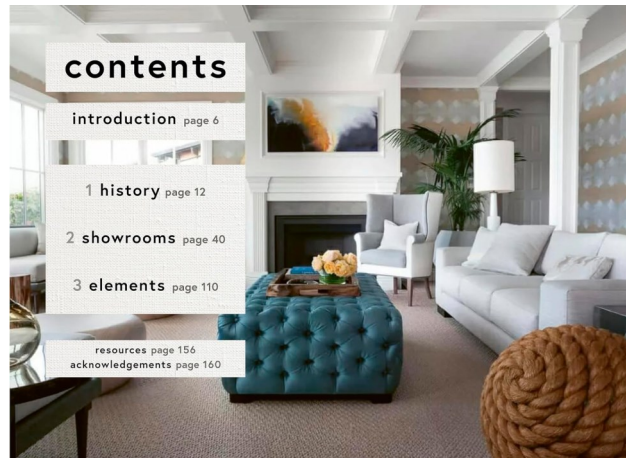 contents
introduction page 6
1 history page 12
2 showrooms page 40
3 elements page 110
resources page 156
acknowledgements page 160